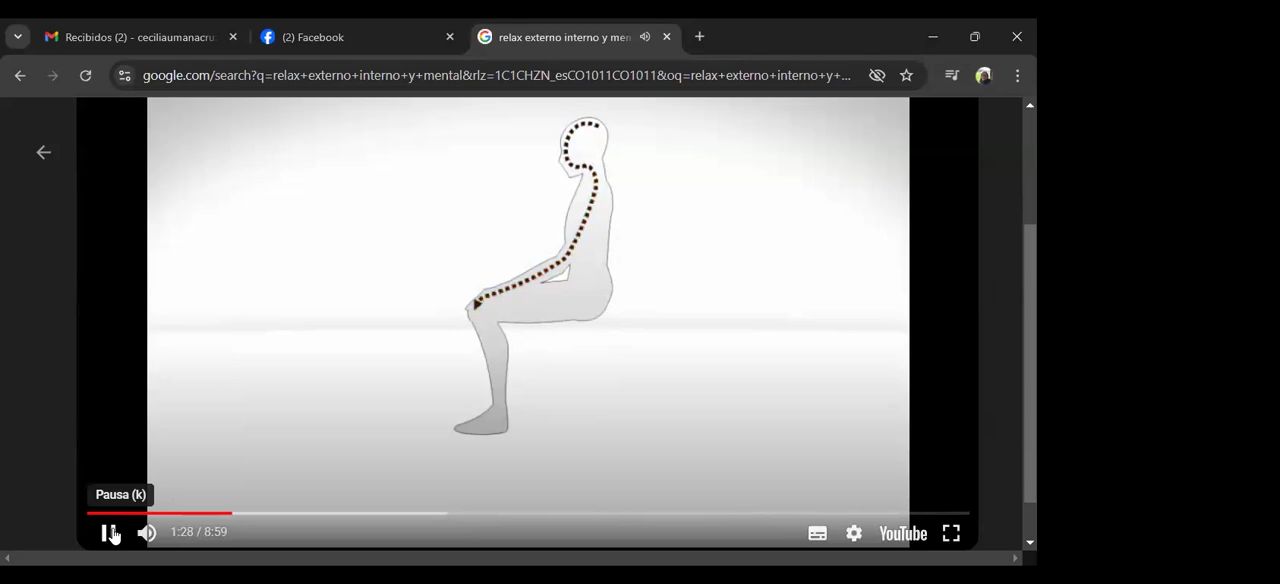 Recibidos (2) - ceciliaumanacru
(2) Facebook
relax externo interno y men
google.com/search?q=relax+externo+interno+y+mental&rlz=1C1CHZN_esCO1011CO1011&oq=relax+externo+interno+y+...
Pausa (k)
1:28 / 8:59
YouTube